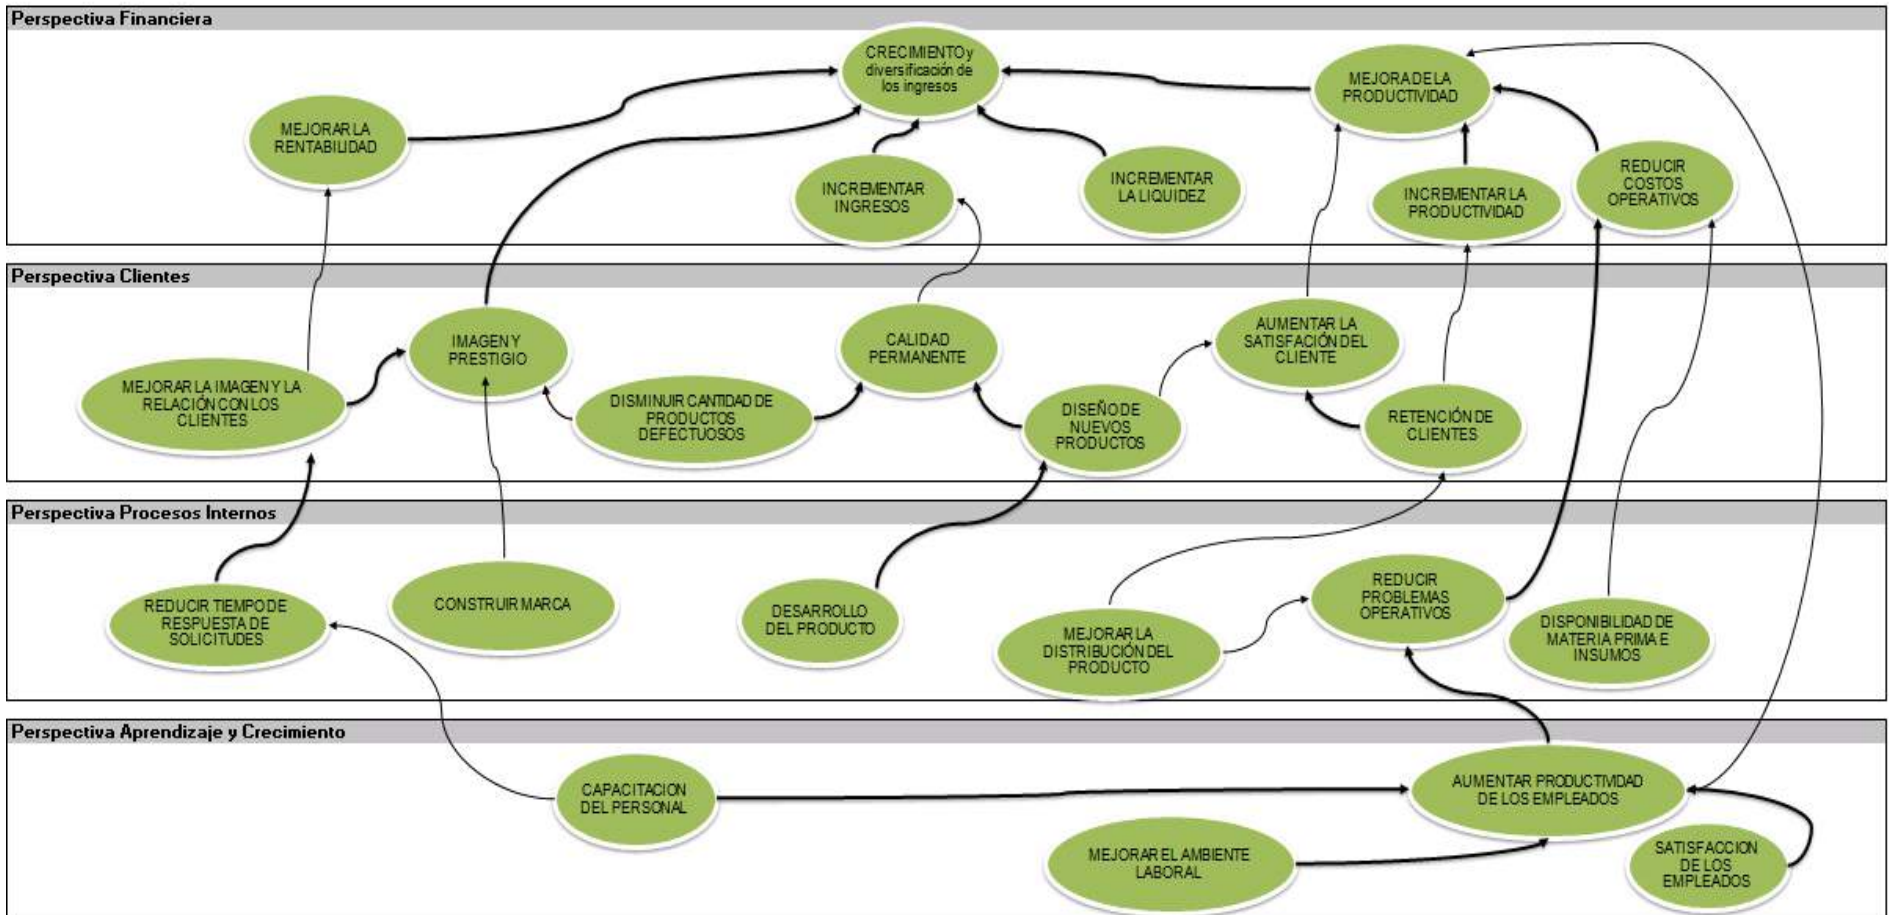 Perspectiva Financiera
CRECIMIENTO y
diversificación de
los ingresos
MEJORA DE LA
PRODUCTIVIDAD
MEJORAR LA
RENTABILIDAD
INCREMENTAR
INGRESOS
INCREMENTAR
LA LIQUIDEZ
INCREMENTAR LA
PRODUCTIVIDAD
REDUCIR
COSTOS
OPERATIVOS
Perspectiva Clientes
MEJORAR LA IMAGEN Y LA
RELACIÓN CON LOS
CLIENTES
IMAGEN Y
PRESTIGIO
DISMINUIR CANTIDAD DE
PRODUCTOS
DEFECTUOSOS
CALIDAD
PERMANENTE
DISEÑO DE
NUEVOS
PRODUCTOS
AUMENTAR LA
SATISFACIÓN DEL
CLIENTE
RETENCIÓN DE
CLIENTES
Perspectiva Procesos Internos
REDUCIR TIEMPO DE
RESPUESTA DE
SOLICITUDES
CONSTRUIR MARCA
DESARROLLO
DEL PRODUCTO
MEJORAR LA
DISTRIBUCIÓN DEL
PRODUCTO
REDUCIR
PROBLEMAS
OPERATIVOS
DISPONIBILIDAD DE
MATERIA PRIMA E
INSUMOS
Perspectiva Aprendizaje y Crecimiento
CAPACITACION
DEL PERSONAL
AUMENTAR PRODUCTIVIDAD
DE LOS EMPLEADOS
MEJORAR EL AMBIENTE
LABORAL
SATISFACCION
DE LOS
EMPLEADOS